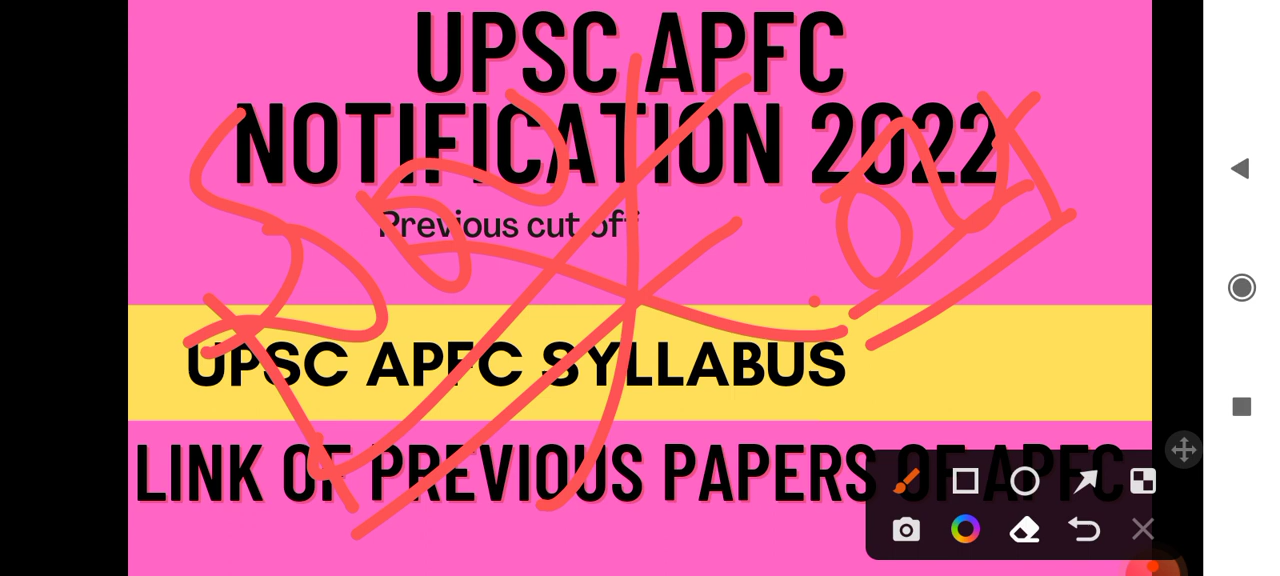 UPSC APFC
NOTIFICATION 2022
Previous cut off
UPSC APFC SYLLABUS
LINK OF PREVIOUS PAPERS OF APFC